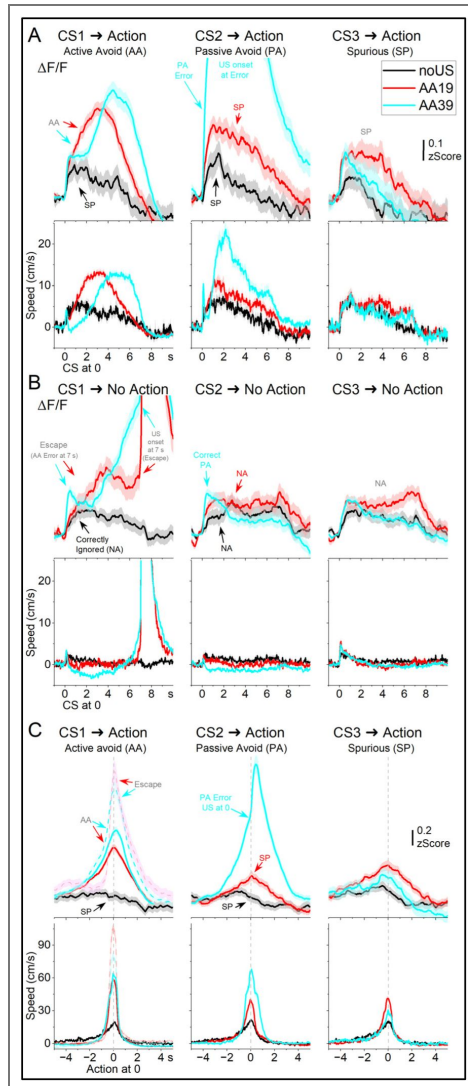 A
CS1 → Action
Active Avoid (AA)
CS2 → Action
Passive Avoid (PA)
CS3 → Action
Spurious (SP)
ΔF/F
PA
Error
US onset
at Error
noUS
AA19
AA39
AA
SP
SP
SP
SP
0.1
zScore
Speed (cm/s)
20
10
0
0 2 4 6 8 s
CS at 0
0 2 4 6 8
0 2 4 6 8
B
CS1 → No Action
CS2 → No Action
CS3 → No Action
ΔF/F
Escape
(AA Error at 7 s)
US
onset
at 7 s
(Escape)
Correctly
Ignored (NA)
Correct
PA
NA
NA
NA
Speed (cm/s)
20
10
0
0 2 4 6 8 s
CS at 0
0 2 4 6 8
0 2 4 6 8
C
CS1 → Action
Active avoid (AA)
CS2 → Action
Passive Avoid (PA)
CS3 → Action
Spurious (SP)
Escape
AA
SP
PA Error
US at 0
SP
SP
0.2
zScore
Speed (cm/s)
90
60
30
0
-4 -2 0 2 4 s
Action at 0
-4 -2 0 2 4
-4 -2 0 2 4